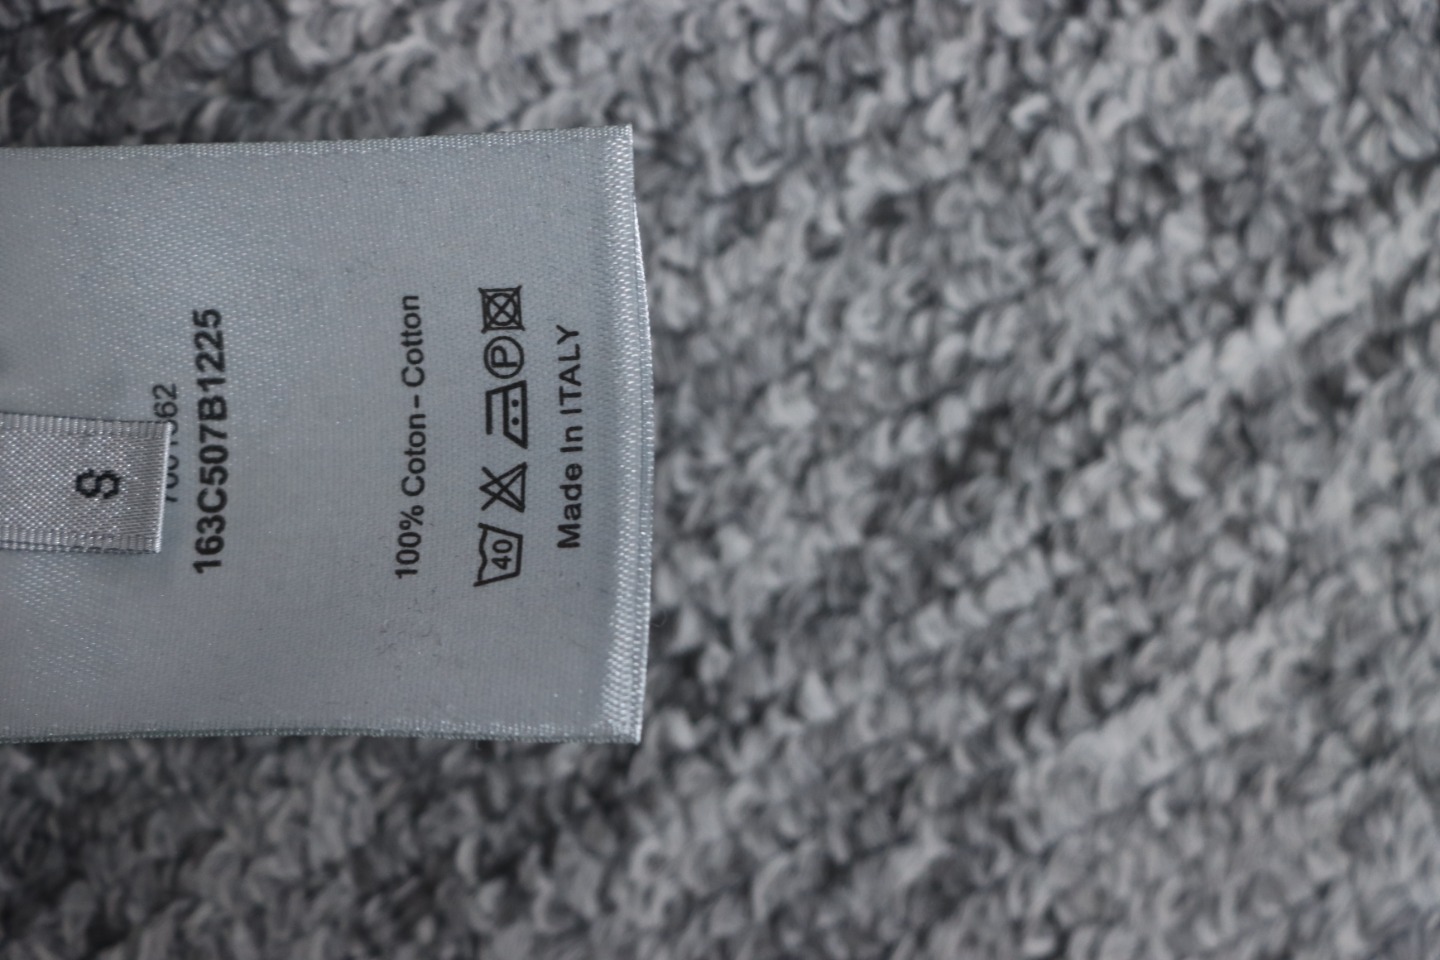 S
163C507B1225
100% Coton - Cotton
40 P
Made In ITALY